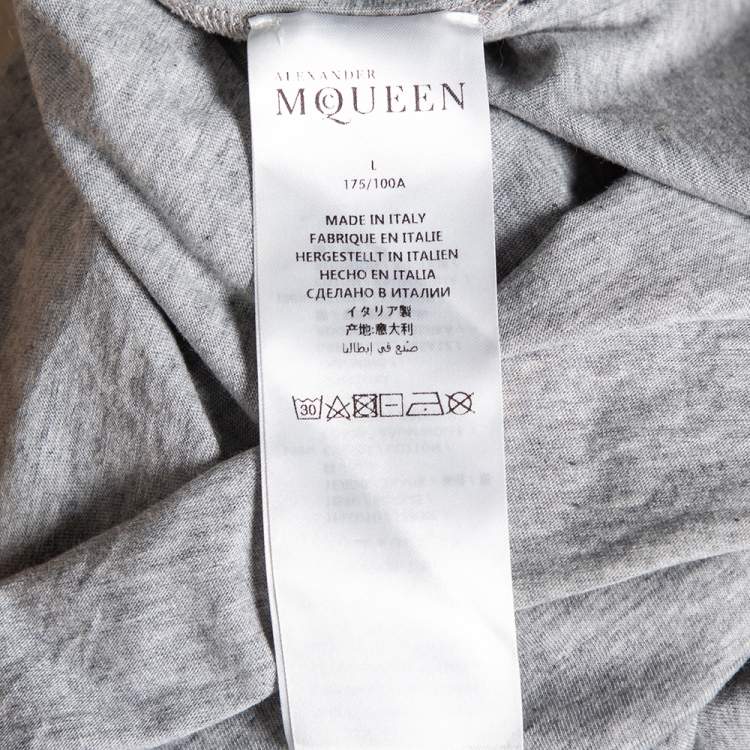 ALEXANDER
McQUEEN
L
175/100A
MADE IN ITALY
FABRIQUE EN ITALIE
HERGESTELLT IN ITALIEN
HECHO EN ITALIA
СДЕЛАНО В ИТАЛИИ
イタリア製
产地:意大利
صنع في إيطاليا
30